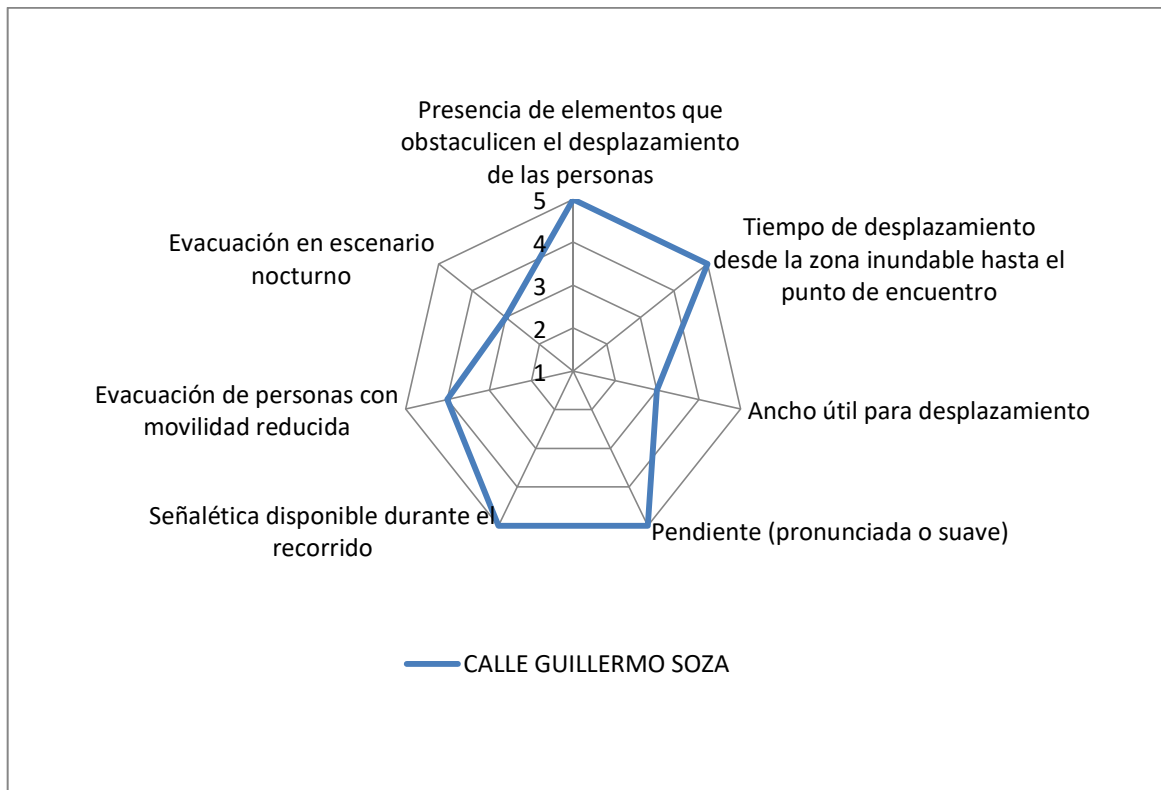 Presencia de elementos que
obstaculicen el desplazamiento
de las personas
5
4
3
2
1
Tiempo de desplazamiento
desde la zona inundable hasta el
punto de encuentro
Ancho útil para desplazamiento
Pendiente (pronunciada o suave)
Señalética disponible durante el
recorrido
Evacuación de personas con
movilidad reducida
Evacuación en escenario
nocturno
CALLE GUILLERMO SOZA